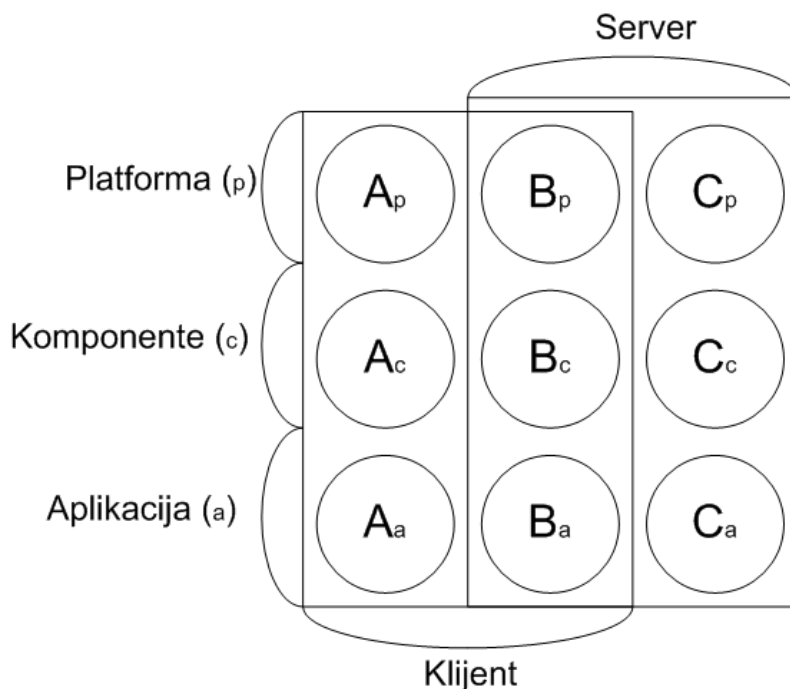 Server
Platforma (p)
Ap
Bp
Cp
Komponente (c)
Ac
Bc
Cc
Aplikacija (a)
Aa
Ba
Ca
Klijent